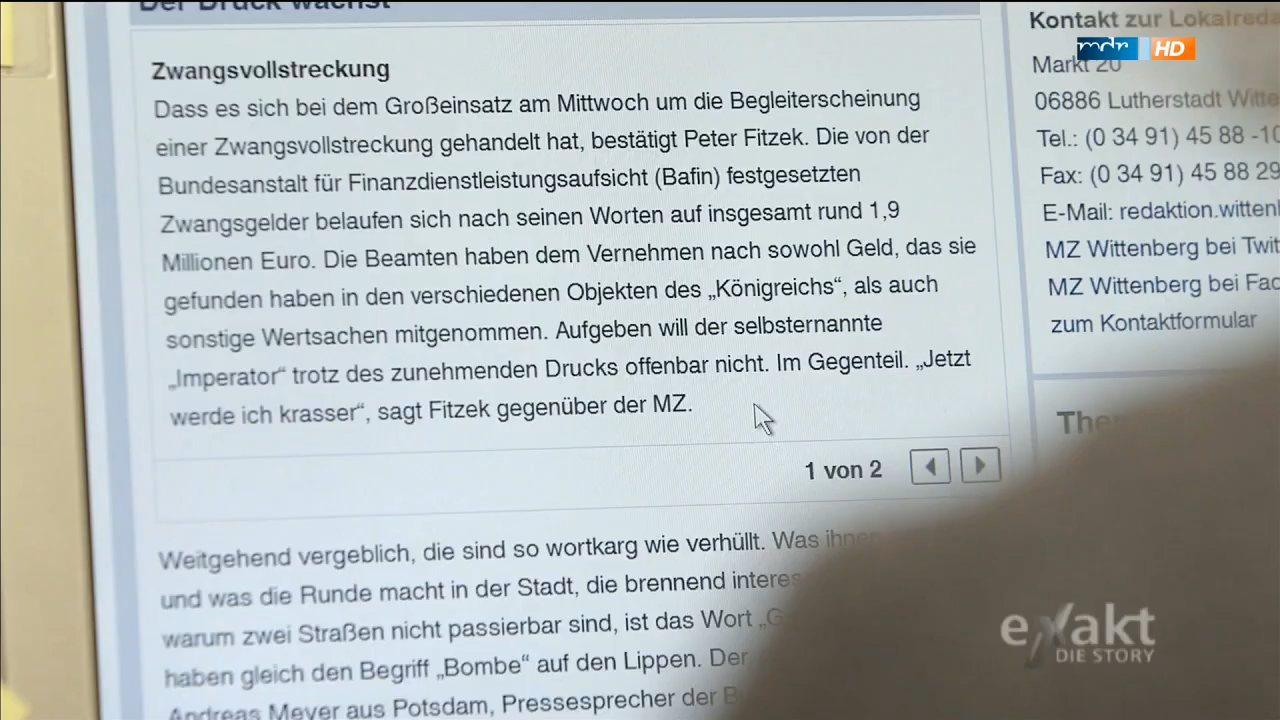 Der Druck wächst
Zwangsvollstreckung
Dass es sich bei dem Großeinsatz am Mittwoch um die Begleiterscheinung
einer Zwangsvollstreckung gehandelt hat, bestätigt Peter Fitzek. Die von der
Bundesanstalt für Finanzdienstleistungsaufsicht (Bafin) festgesetzten
Zwangsgelder belaufen sich nach seinen Worten auf insgesamt rund 1,9
Millionen Euro. Die Beamten haben dem Vernehmen nach sowohl Geld, das sie
gefunden haben in den verschiedenen Objekten des „Königreichs“, als auch
sonstige Wertsachen mitgenommen. Aufgeben will der selbsternannte
„Imperator“ trotz des zunehmenden Drucks offenbar nicht. Im Gegenteil. „Jetzt
werde ich krasser“, sagt Fitzek gegenüber der MZ.
1 von 2
Weitgehend vergeblich, die sind so wortkarg wie verhüllt. Was ihnen
und was die Runde macht in der Stadt, die brennend
warum zwei Straßen nicht passierbar sind, ist das Wort
haben gleich den Begriff „Bombe“ auf den Lippen. Der
Andreas Meyer aus Potsdam, Pressesprecher der
Kontakt zur
Markt 20
06886 Lutherstadt
Tel.: (0 34 91) 45 88 -10
Fax: (0 34 91) 45 88 29
E-Mail:
MZ Wittenberg bei
MZ Wittenberg bei
zum Kontaktformular
mdr HD
exakt
DIE STORY